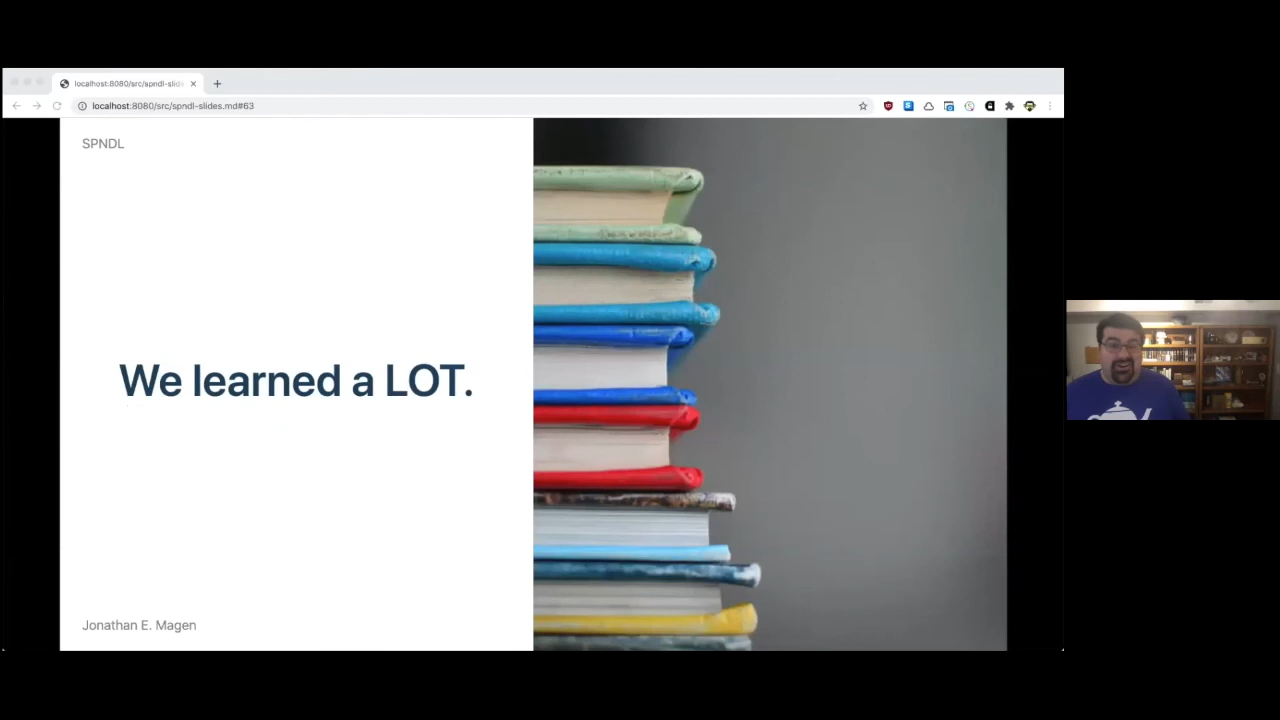 localhost:8080/src/spndl-slide
localhost:8080/src/spndl-slides.md#63
SPNDL
We learned a LOT.
Jonathan E. Magen